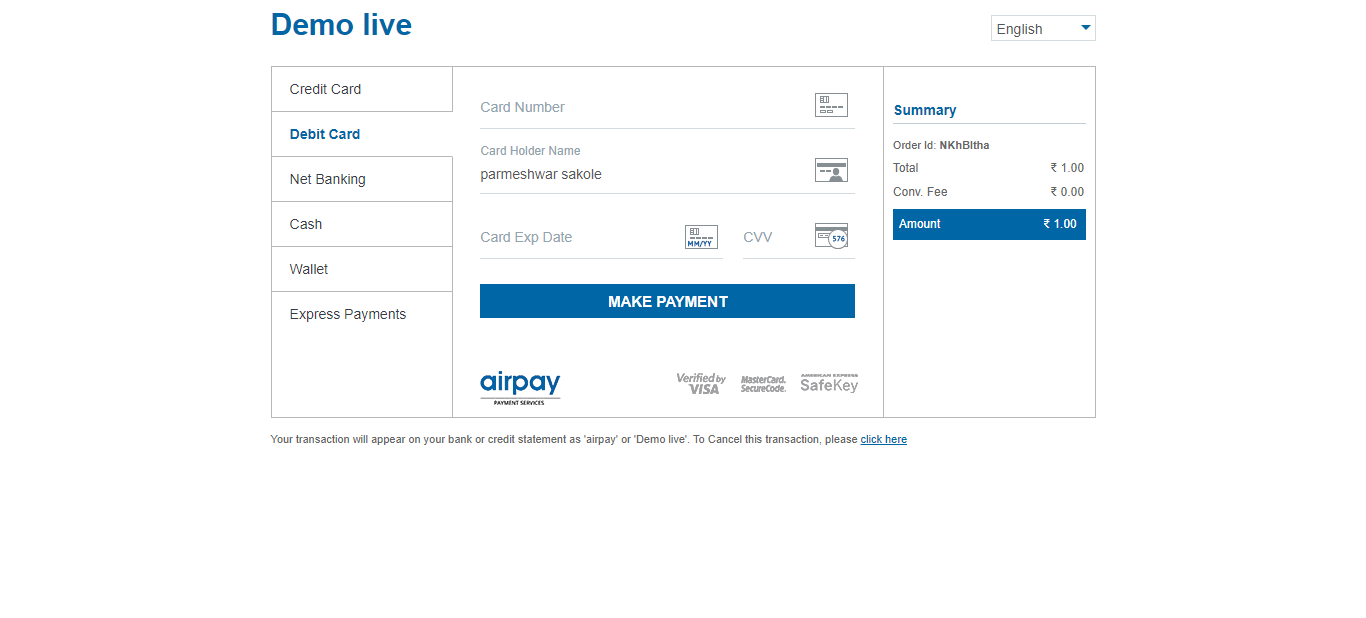 Demo live
English
Credit Card
Debit Card
Net Banking
Cash
Wallet
Express Payments
Card Number
Card Holder Name
parmeshwar sakole
Card Exp Date
MM/YY
CVV
576
MAKE PAYMENT
airpay
PAYMENT SERVICES
Verified by
VISA
MasterCard.
SecureCode.
AMERICAN EXPRESS
SafeKey
Summary
Order Id: NKhBItha
Total ₹ 1.00
Conv. Fee ₹ 0.00
Amount ₹ 1.00
Your transaction will appear on your bank or credit statement as 'airpay' or 'Demo live'. To Cancel this transaction, please click here